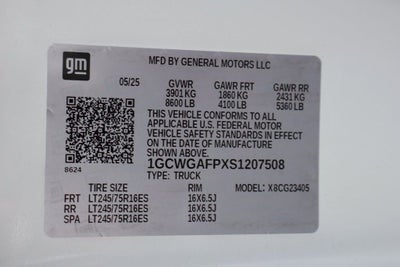 gm
MFD BY GENERAL MOTORS LLC
05/25 GVWR GAWR FRT GAWR RR
3901 KG 1860 KG 2431 KG
8600 LB 4100 LB 5360 LB
THIS VEHICLE CONFORMS TO ALL
APPLICABLE U.S. FEDERAL MOTOR
VEHICLE SAFETY STANDARDS IN EFFECT
ON THE DATE OF MANUFACTURE
SHOWN ABOVE.
8624 1GCWGAFPXS1207508
TYPE: TRUCK MODEL: X8CG23405
TIRE SIZE RIM
FRT LT245/75R16ES 16X6.5J
RR LT245/75R16ES 16X6.5J
SPA LT245/75R16ES 16X6.5J